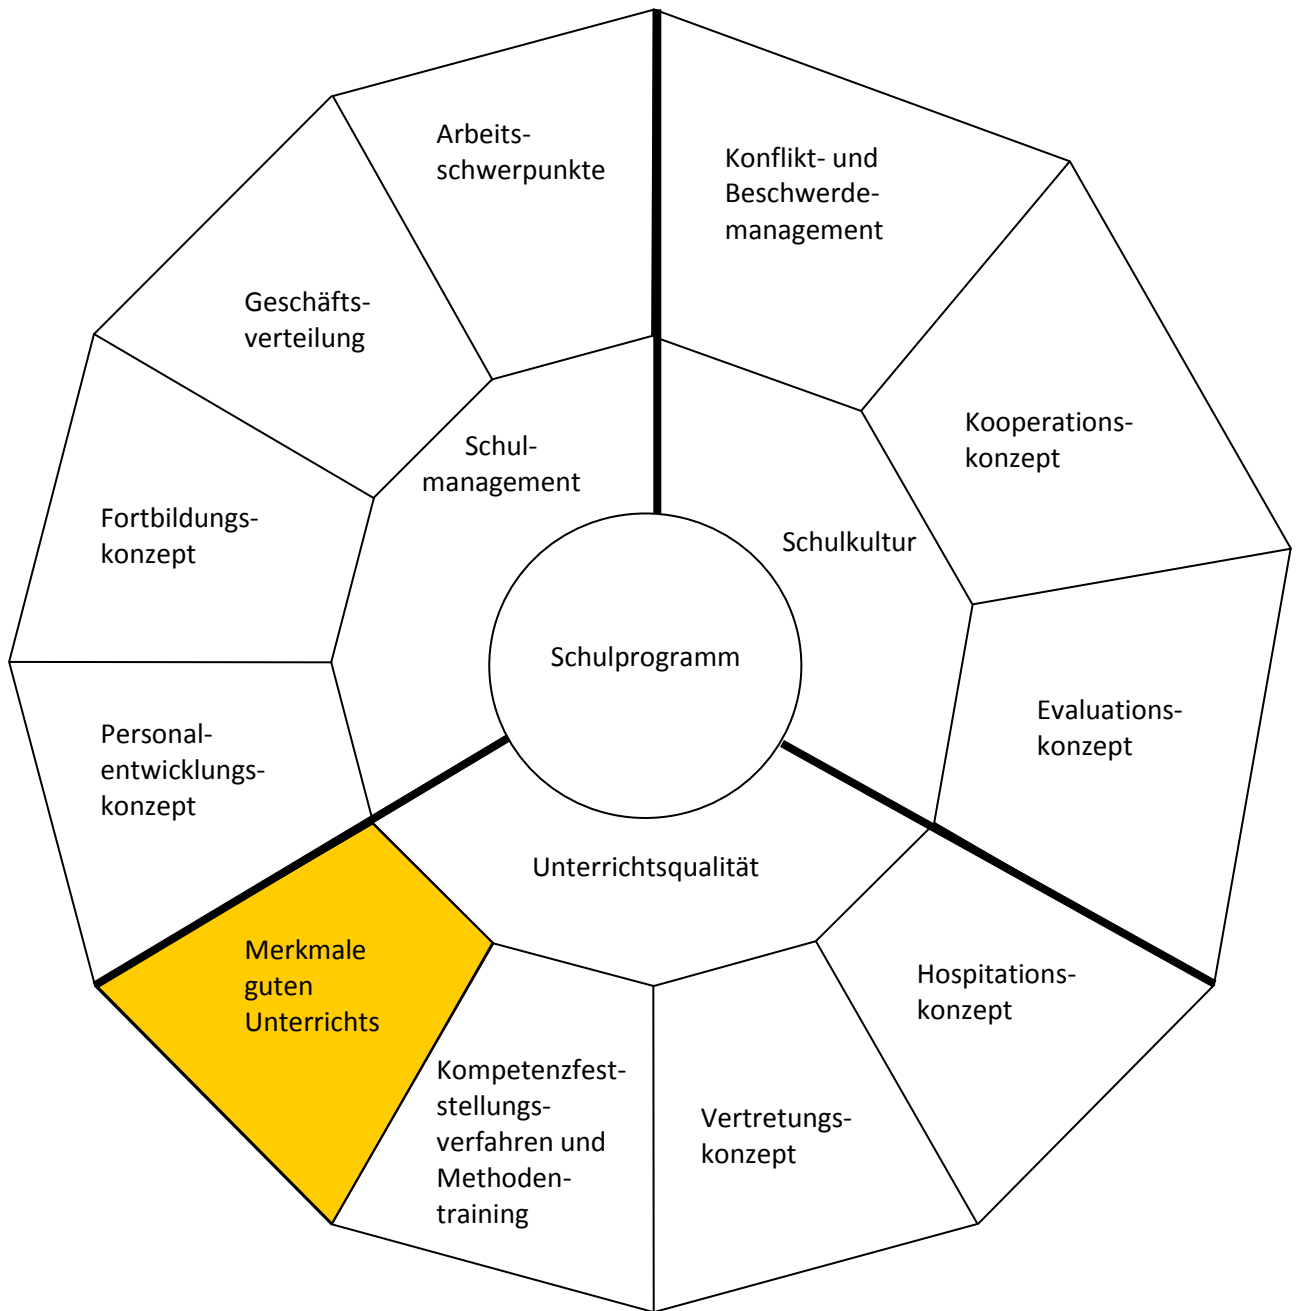 Arbeits-
schwerpunkte
Konflikt- und
Beschwerde-
management
Geschäfts-
verteilung
Kooperations-
konzept
Schul-
management
Fortbildungs-
konzept
Schulkultur
Schulprogramm
Personal-
entwicklungs-
konzept
Evaluations-
konzept
Unterrichtsqualität
Merkmale
guten
Unterrichts
Hospitations-
konzept
Kompetenzfest-
stellungs-
verfahren und
Methoden-
training
Vertretungs-
konzept